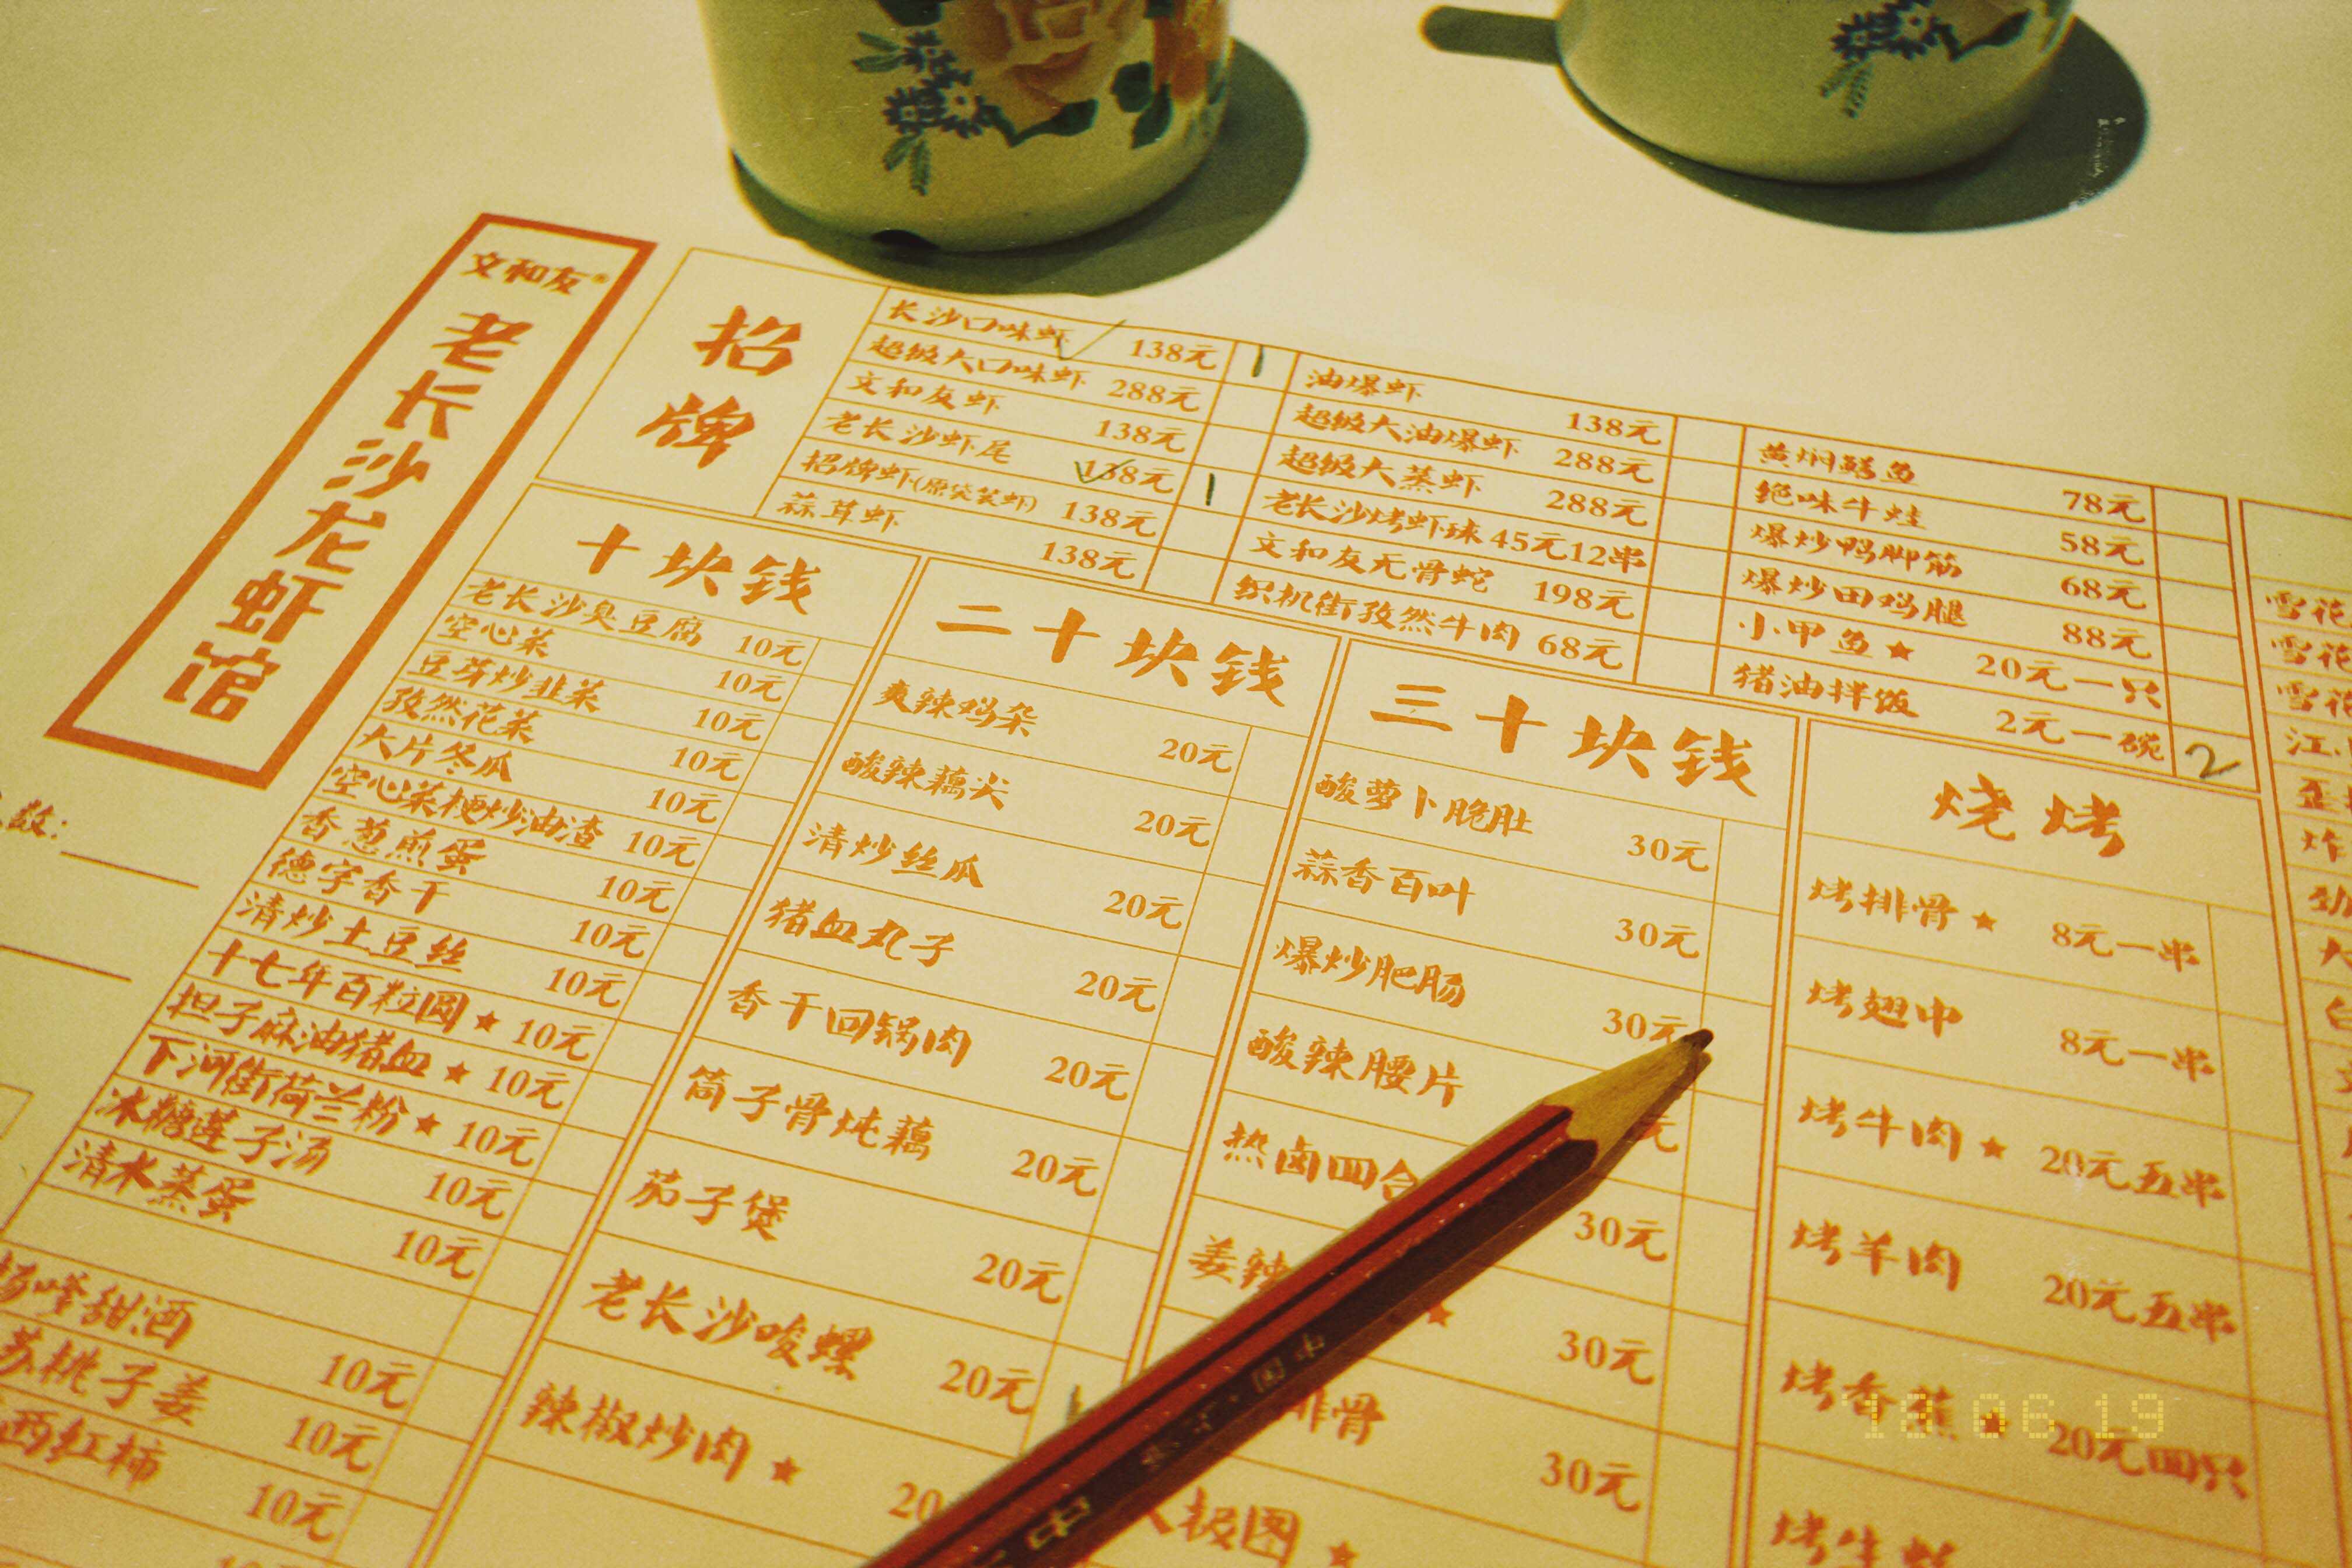 文和友®
老长沙龙虾馆
招牌
长沙口味虾 138元 1
超级大口味虾 288元
文和友虾 138元
老长沙虾尾 138元 1
招牌虾(原袋装虾) 138元
蒜茸虾 138元
油爆虾 138元
超级大油爆虾 288元
超级大蒸虾 288元
老长沙烤虾球 45元12串
文和友无骨蛇 198元
织机街孜然牛肉 68元
黄焖鳝鱼 78元
绝味牛蛙 58元
爆炒鸭脚筋 68元
爆炒田鸡腿 88元
小甲鱼★ 20元一只
猪油拌饭 2元一碗 2
十块钱
老长沙臭豆腐 10元
空心菜 10元
豆芽炒韭菜 10元
孜然花菜 10元
大片冬瓜 10元
空心菜梗炒油渣 10元
香葱煎蛋 10元
德字香干 10元
清炒土豆丝 10元
十七年百粒圆★ 10元
担子麻油猪血★ 10元
下河街荷兰粉★ 10元
冰糖莲子汤 10元
清水蒸蛋 10元
甜酒 10元
苏桃子姜 10元
西红柿 10元
二十块钱
爽辣鸡杂 20元
酸辣藕尖 20元
清炒丝瓜 20元
猪血丸子 20元
香干回锅肉 20元
筒子骨炖藕 20元
茄子煲 20元
老长沙唆螺 20元
辣椒炒肉★ 20
三十块钱
酸萝卜脆肚 30元
蒜香百叶 30元
爆炒肥肠 30元
酸辣腰片 元
热卤四合 30元
姜辣 ★ 30元
排骨 30元
极图★
烧烤
烤排骨★ 8元一串
烤翅中 8元一串
烤牛肉★ 20元五串
烤羊肉 20元五串
烤香蕉 20元四只
烤生蚝
雪花
雪花
雪花
江
数:
中国
中
'18 06 19